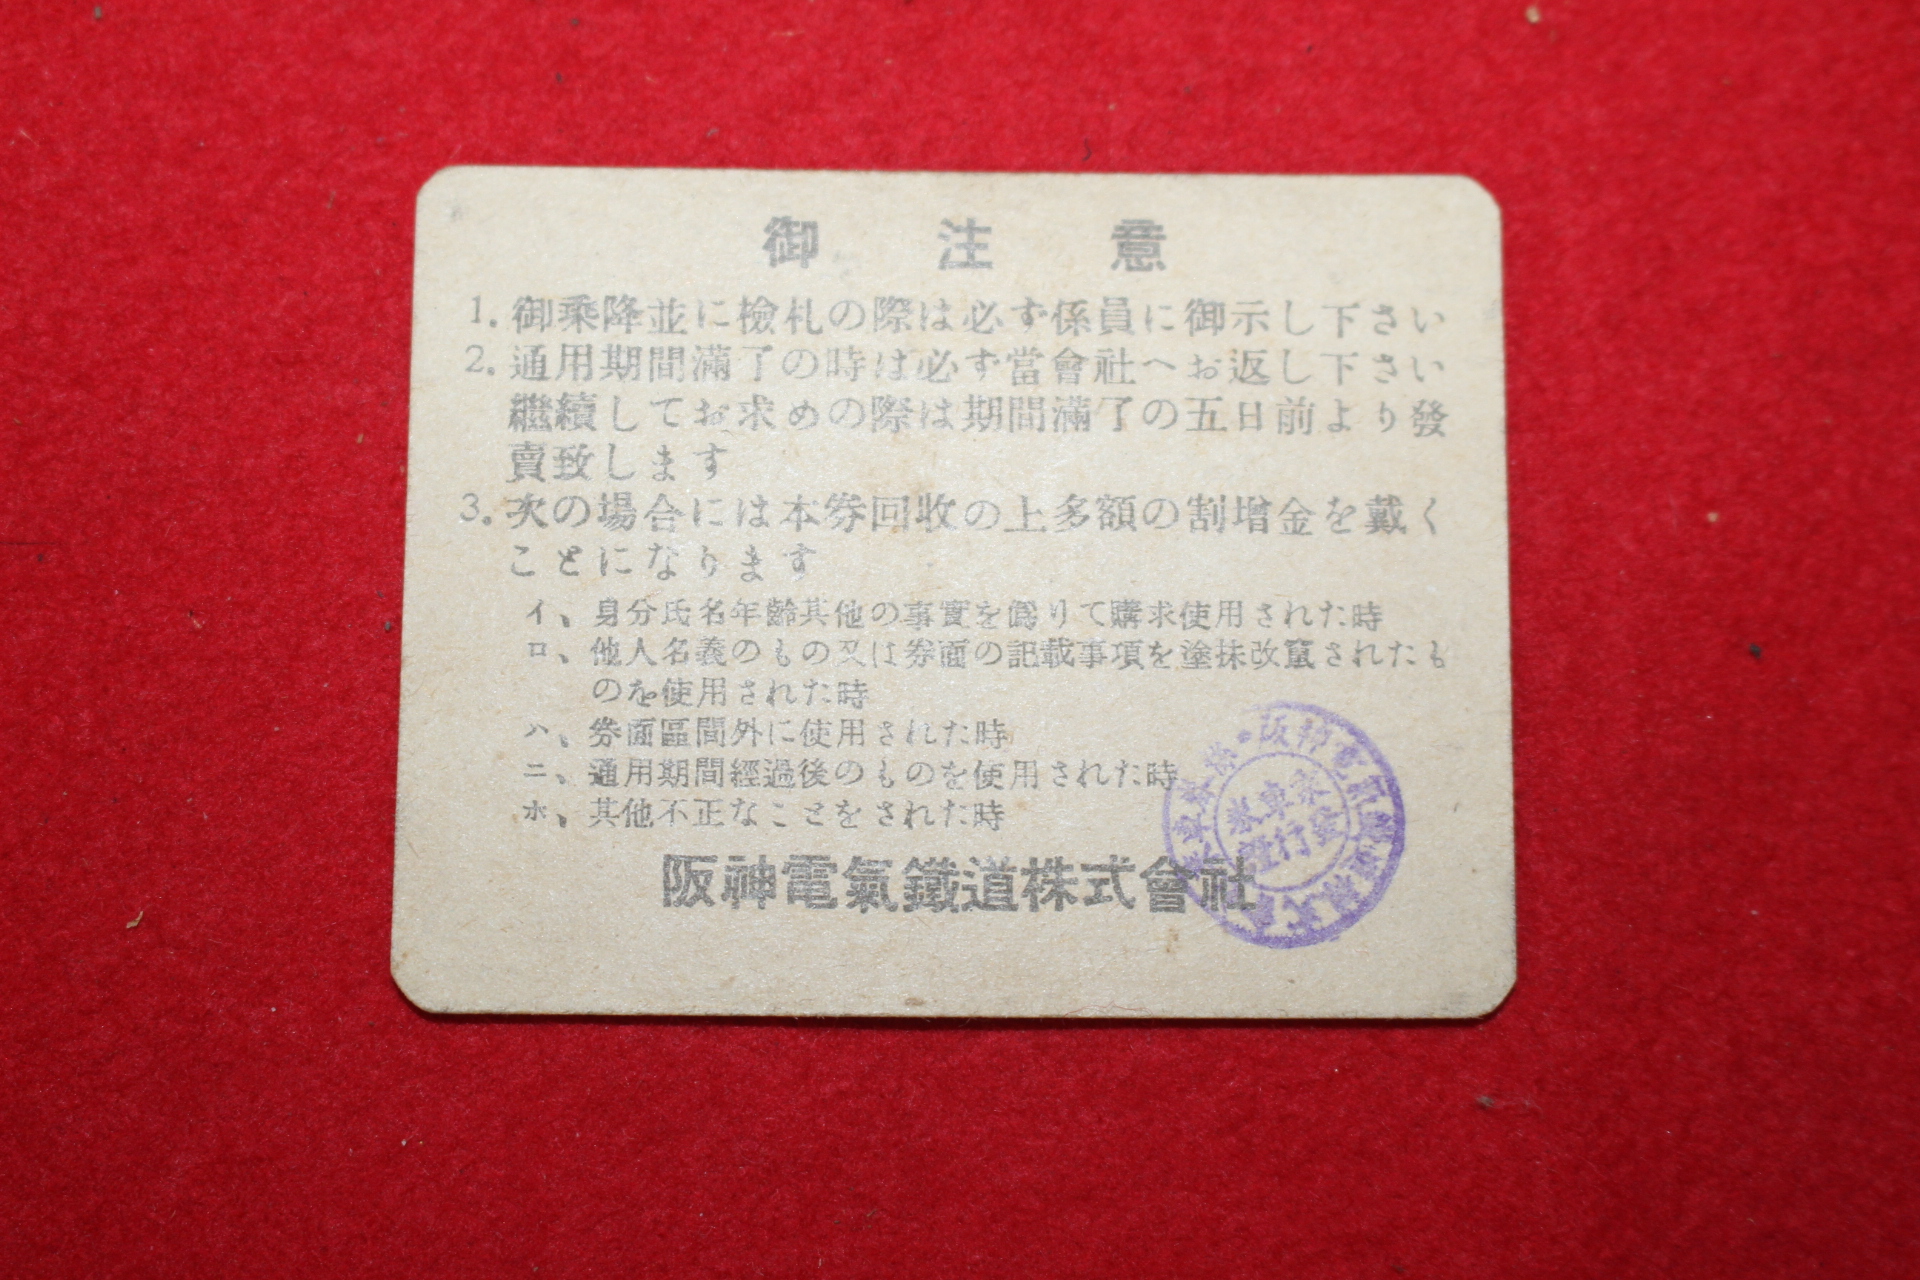 御注意
1. 御乘降並に檢札の際は必ず係員に御示し下さい
2. 通用期間滿了の時は必ず當會社へお返し下さい
繼續してお求めの際は期間滿了の五日前より發
賣致します
3. 次の場合には本券回收の上多額の割增金を戴く
ことになります
イ、身分氏名年齡其他の事實を僞りて購求使用された時
ロ、他人名義のもの又は券面の記載事項を塗抹改竄されたも
のを使用された時
ハ、券面區間外に使用された時
ニ、通用期間經過後のものを使用された時
ホ、其他不正なことをされた時
阪神電氣鐵道株式會社